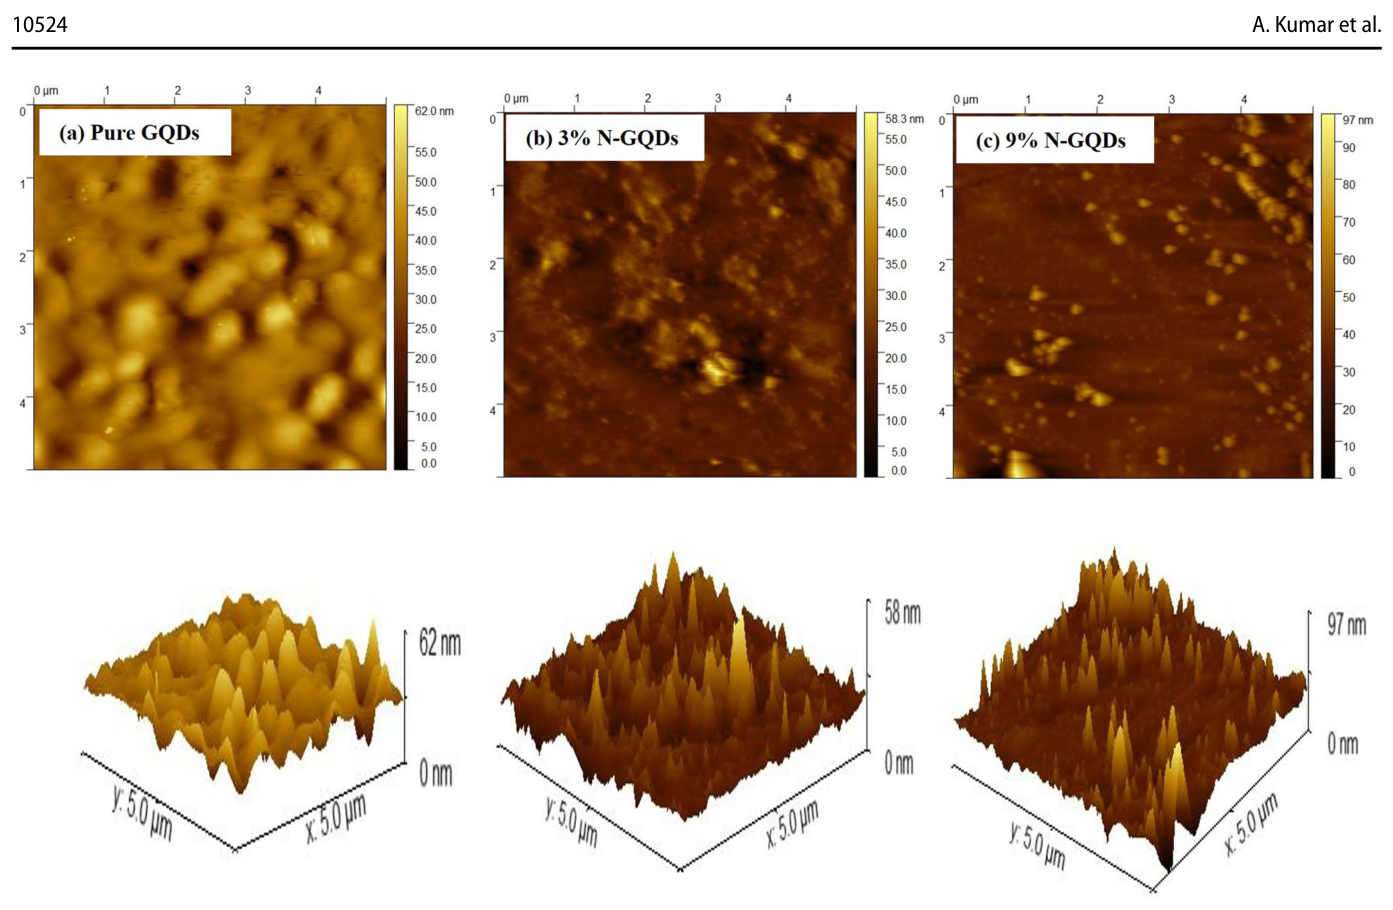 10524 A. Kumar et al.
0 µm 1 2 3 4
0
1
2
3
4
(a) Pure GQDs
62.0 nm
55.0
50.0
45.0
40.0
35.0
30.0
25.0
20.0
15.0
10.0
5.0
0.0
0 µm 1 2 3 4
0
1
2
3
4
(b) 3% N-GQDs
58.3 nm
55.0
50.0
45.0
40.0
35.0
30.0
25.0
20.0
15.0
10.0
5.0
0.0
0 µm 1 2 3 4
0
1
2
3
4
(c) 9% N-GQDs
97 nm
90
80
70
60
50
40
30
20
10
0
62 nm
0 nm
y: 5.0 µm
x: 5.0 µm
58 nm
0 nm
y: 5.0 µm
x: 5.0 µm
97 nm
0 nm
y: 5.0 µm
x: 5.0 µm